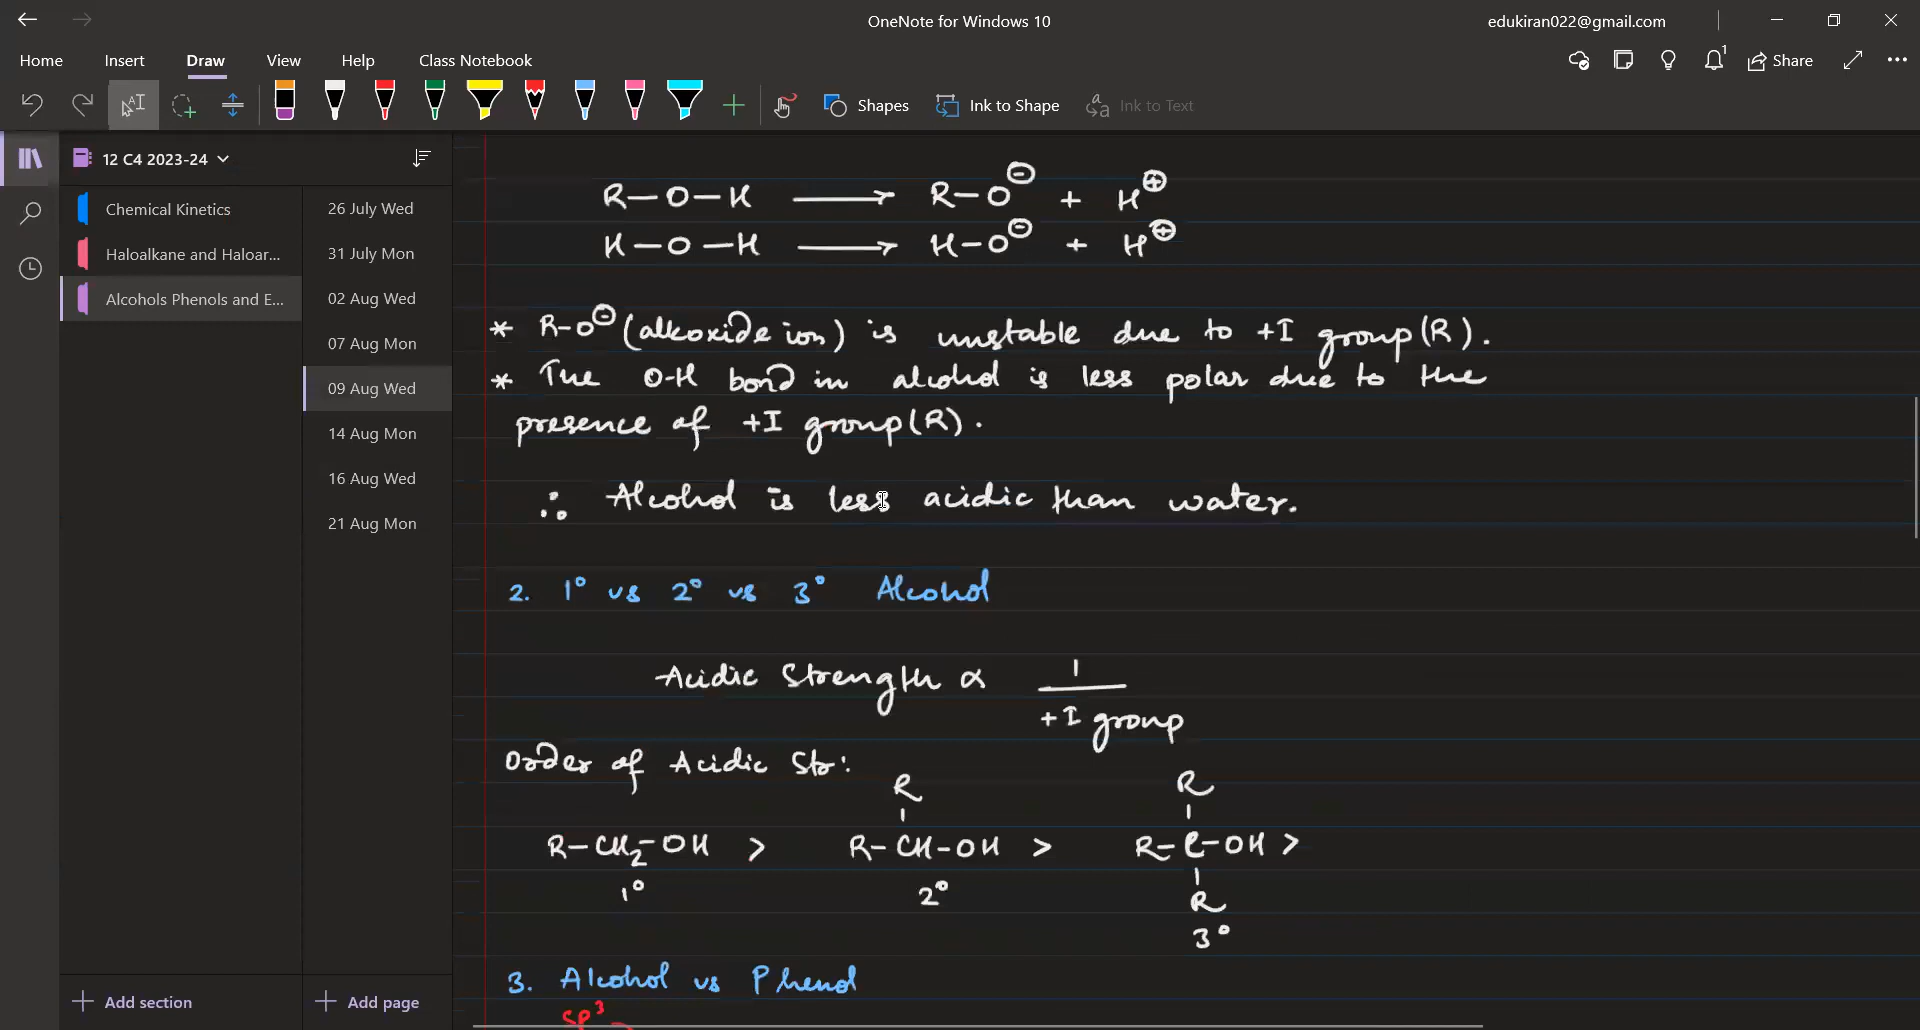 OneNote for Windows 10
edukiran022@gmail.com
Home Insert Draw View Help Class Notebook
1 Share
Shapes Ink to Shape Ink to Text
12 C4 2023-24
Chemical Kinetics
Haloalkane and Haloar...
Alcohols Phenols and E...
26 July Wed
31 July Mon
02 Aug Wed
07 Aug Mon
09 Aug Wed
14 Aug Mon
16 Aug Wed
21 Aug Mon
Add section
Add page
R-O-H ⟶ R-O⊖ + H⊕
H-O-H ⟶ H-O⊖ + H⊕
* R-O⊖ (alkoxide ion) is unstable due to +I group(R).
* The O-H bond in alcohol is less polar due to the
presence of +I group(R).
∴ Alcohol is less acidic than water.
2. 1° vs 2° vs 3° Alcohol
Acidic Strength ∝ 1
+I group
Order of Acidic Str:
R R
R-CH2-OH > R-CH-OH > R-C-OH >
1° 2° R
3°
3. Alcohol vs Phenol
sp3